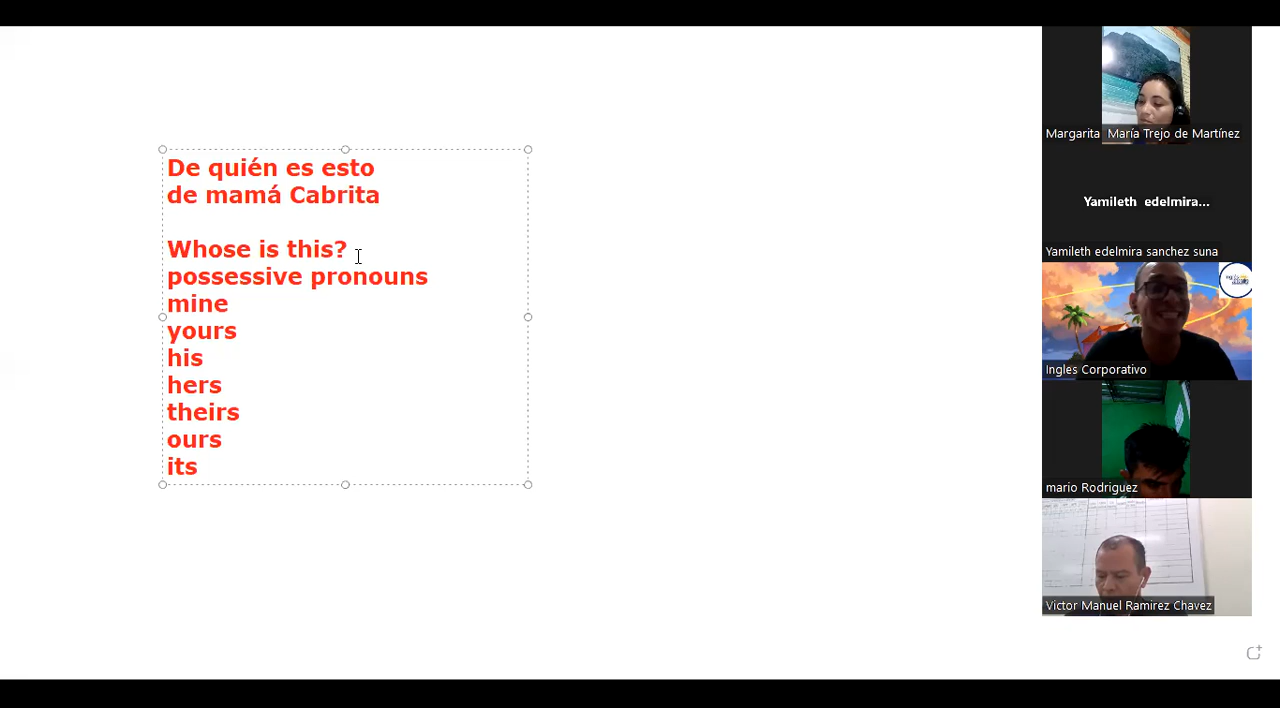 De quién es esto
de mamá Cabrita
Whose is this?
possessive pronouns
mine
yours
his
hers
theirs
ours
its
Margarita María Trejo de Martínez
Yamileth edelmira...
Yamileth edelmira sanchez suna
Ingles Corporativo
mario Rodriguez
Victor Manuel Ramirez Chavez